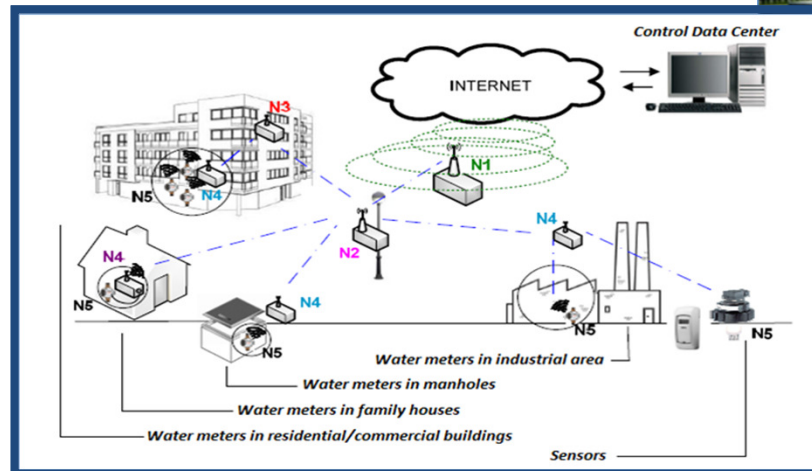 Control Data Center
INTERNET
N3
N1
N4
N5
N4
N2
N4
N5
N4
N5
N5
N5
Water meters in industrial area
Water meters in manholes
Water meters in family houses
Water meters in residential/commercial buildings
Sensors